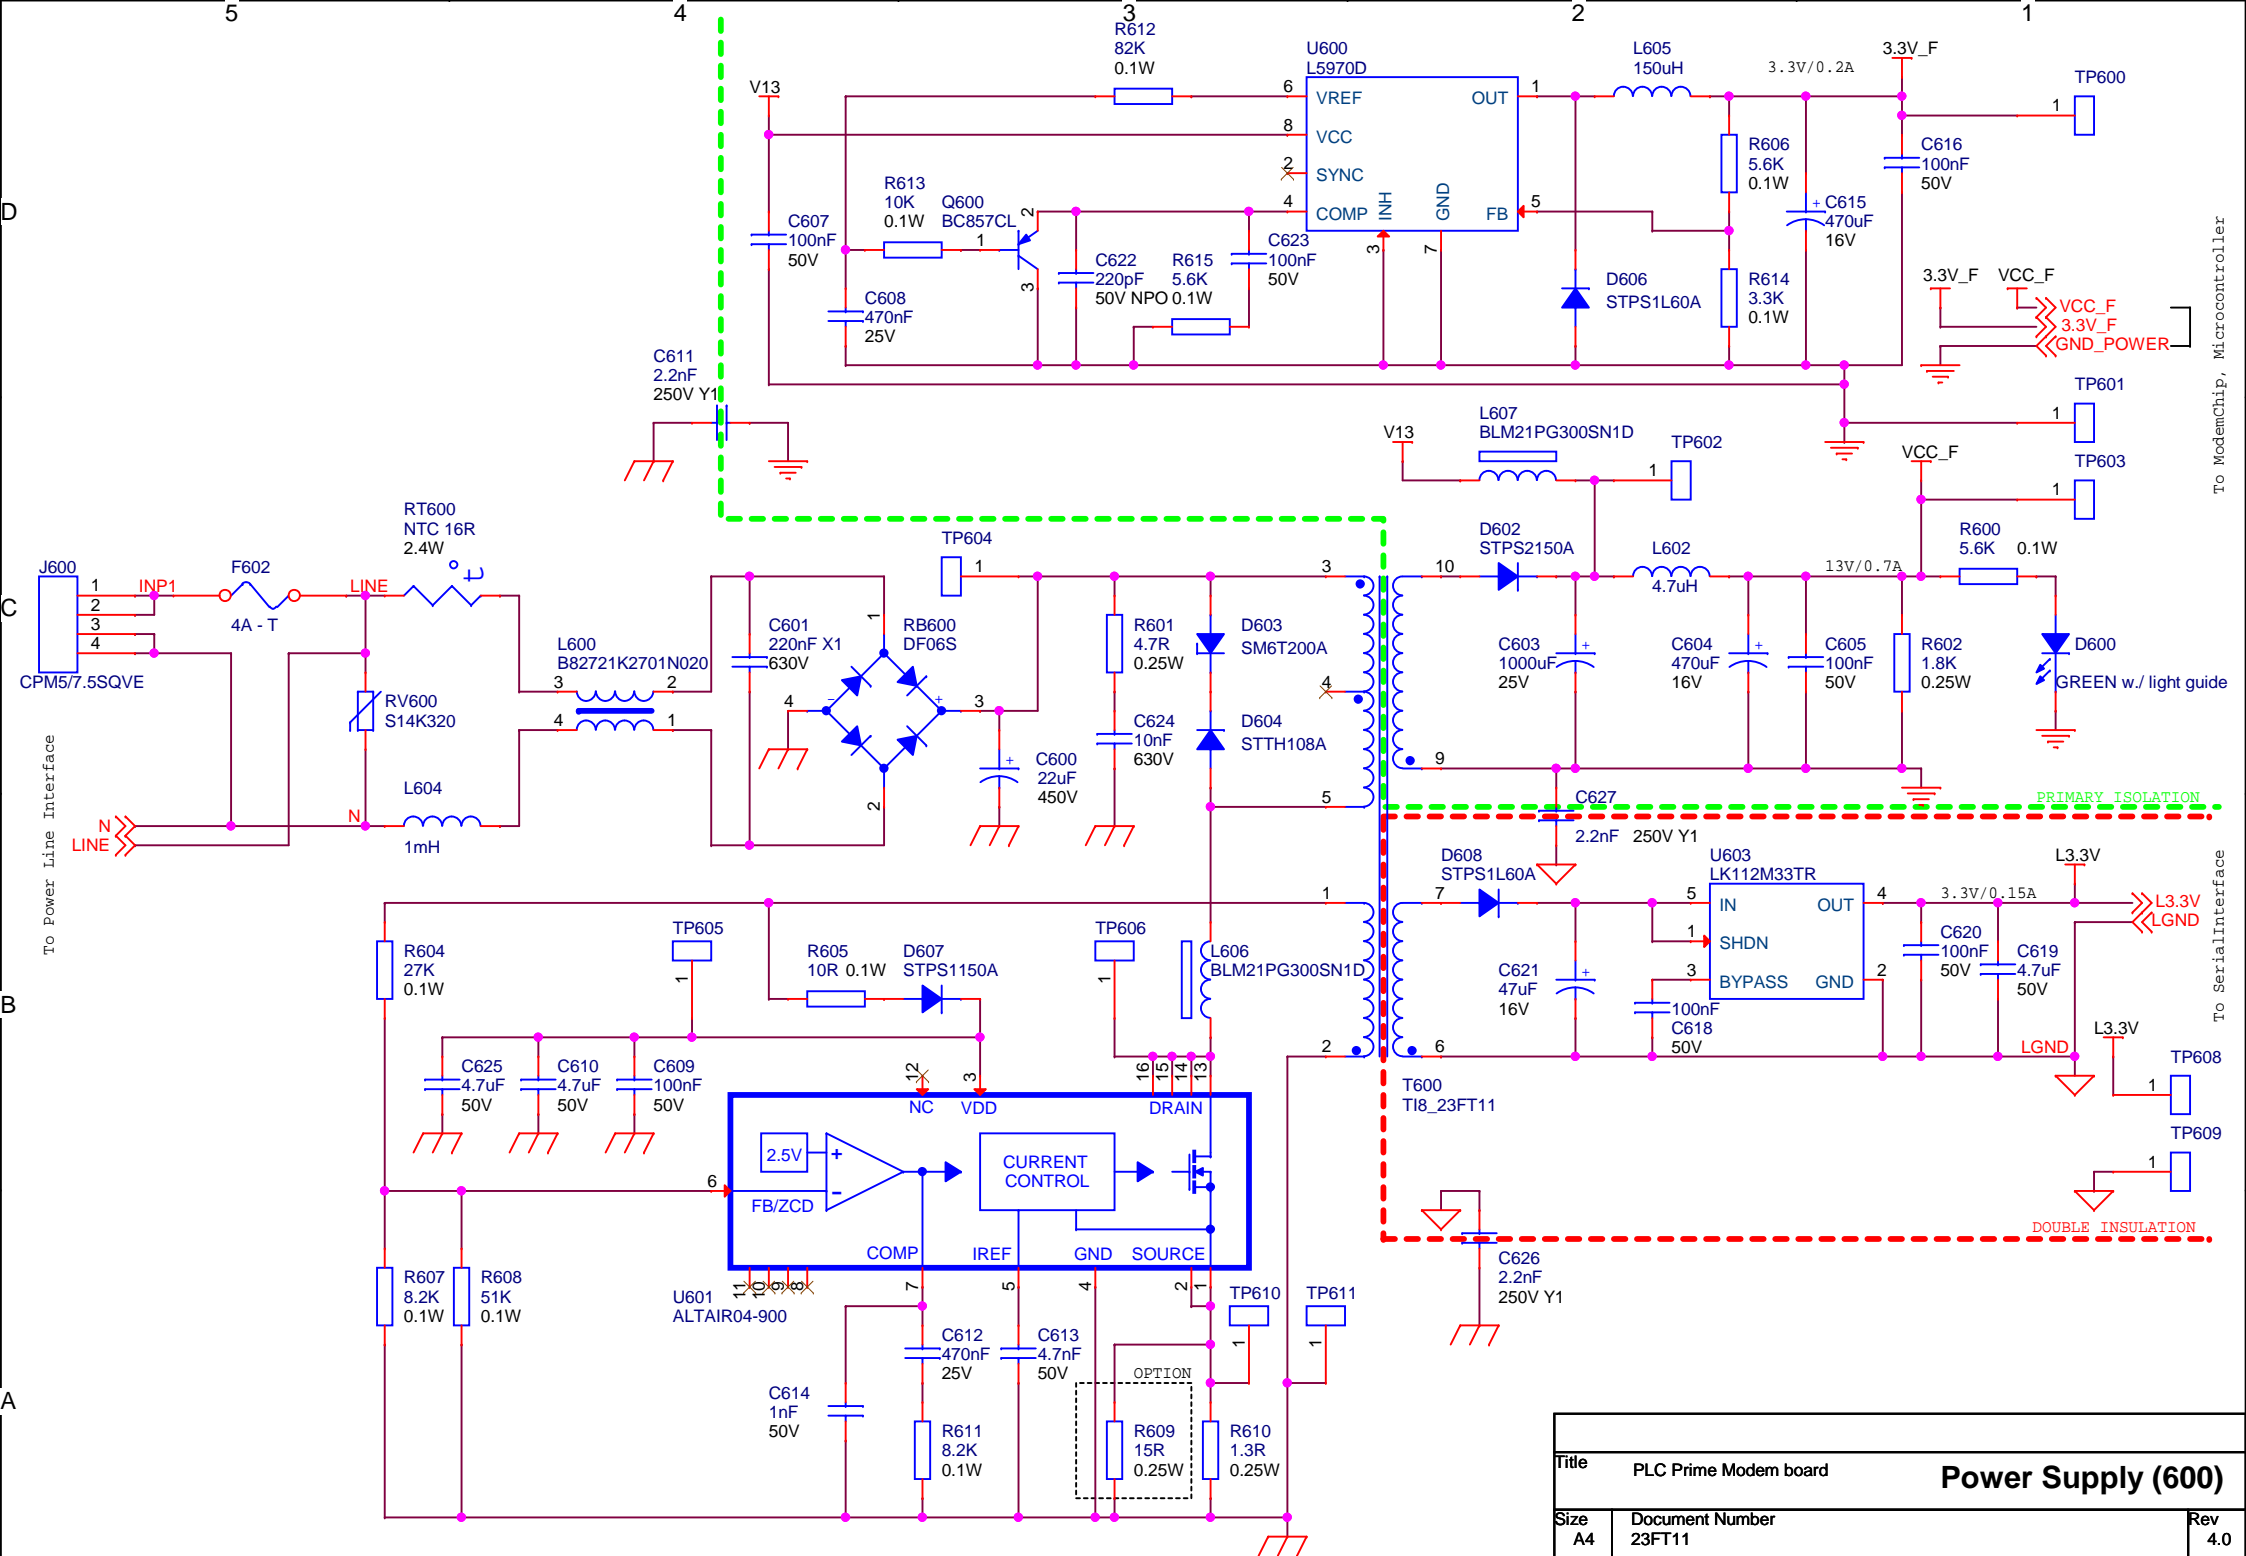 5
4
3
2
1
D
C
B
A
R612
82K
0.1W
U600
L5970D
L605
150uH
3.3V/0.2A
3.3V_F
TP600
1
V13
6
VREF
OUT
1
8
VCC
2
SYNC
4
COMP
INH
GND
FB
5
3
7
R606
5.6K
0.1W
C616
100nF
50V
C615
470uF
16V
+
R613
10K
0.1W
Q600
BC857CL
1
2
3
C607
100nF
50V
C622
220pF
50V NPO
R615
5.6K
0.1W
C623
100nF
50V
C608
470nF
25V
D606
STPS1L60A
R614
3.3K
0.1W
3.3V_F
VCC_F
VCC_F
3.3V_F
GND_POWER
To ModemChip, Microcontroller
C611
2.2nF
250V Y1
TP601
1
L607
BLM21PG300SN1D
V13
TP602
1
VCC_F
TP603
1
RT600
NTC 16R
2.4W
t
J600
1
2
3
4
CPM5/7.5SQVE
INP1
F602
4A - T
LINE
TP604
1
3
4
5
10
9
D602
STPS2150A
L602
4.7uH
13V/0.7A
R600
5.6K
0.1W
L600
B82721K2701N020
3
2
4
1
C601
220nF X1
630V
RB600
DF06S
1
2
3
4
-
+
R601
4.7R
0.25W
D603
SM6T200A
C603
1000uF
25V
+
C604
470uF
16V
+
C605
100nF
50V
R602
1.8K
0.25W
D600
GREEN w./ light guide
RV600
S14K320
C624
10nF
630V
D604
STTH108A
C600
22uF
450V
+
To Power Line Interface
L604
1mH
N
N
LINE
C627
2.2nF
250V Y1
PRIMARY ISOLATION
D608
STPS1L60A
U603
LK112M33TR
L3.3V
1
2
7
6
5
IN
OUT
4
1
SHDN
3
BYPASS
GND
2
3.3V/0.15A
L3.3V
LGND
R604
27K
0.1W
TP605
1
R605
10R 0.1W
D607
STPS1150A
TP606
1
L606
BLM21PG300SN1D
C621
47uF
16V
+
100nF
C618
50V
C620
100nF
50V
C619
4.7uF
50V
To SerialInterface
LGND
L3.3V
TP608
1
C625
4.7uF
50V
C610
4.7uF
50V
C609
100nF
50V
12
3
16
15
14
13
NC
VDD
DRAIN
T600
TI8_23FT11
TP609
1
2.5V
+
-
CURRENT
CONTROL
6
FB/ZCD
COMP
IREF
GND
SOURCE
DOUBLE INSULATION
R607
8.2K
0.1W
R608
51K
0.1W
U601
ALTAIR04-900
11
10
9
8
7
5
4
2
1
TP610
1
TP611
1
C626
2.2nF
250V Y1
C612
470nF
25V
C613
4.7nF
50V
OPTION
C614
1nF
50V
R611
8.2K
0.1W
R609
15R
0.25W
R610
1.3R
0.25W
Title
PLC Prime Modem board
Power Supply (600)
Size
A4
Document Number
23FT11
Rev
4.0